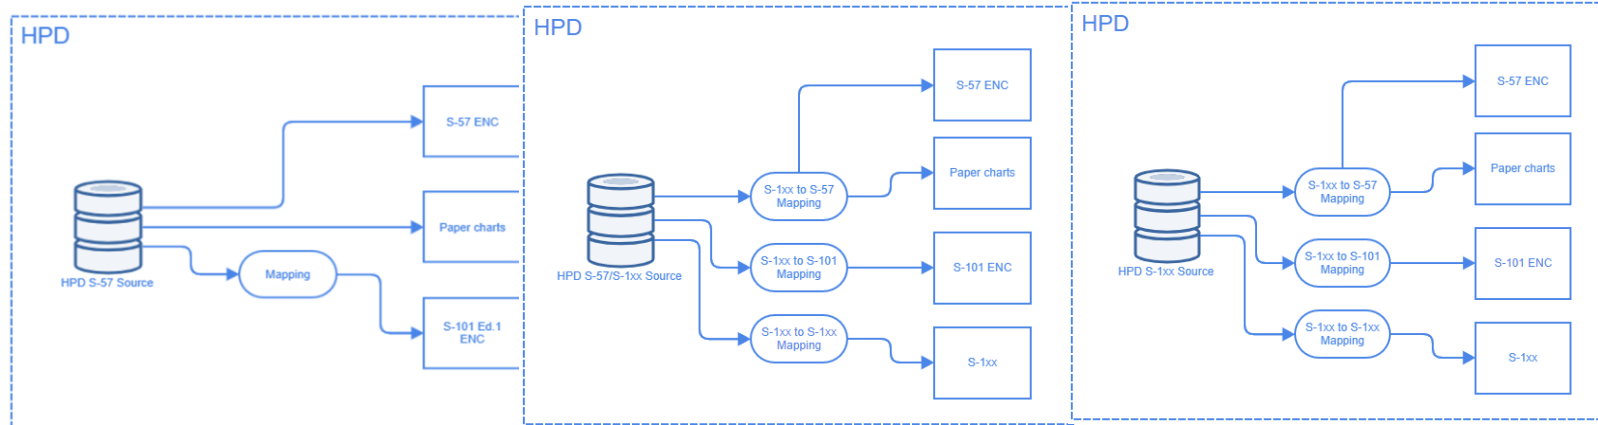 HPD
S-57 ENC
Paper charts
HPD S-57 Source
Mapping
S-101 Ed.1
ENC
HPD
S-57 ENC
Paper charts
S-1xx to S-57
Mapping
HPD S-57/S-1xx Source
S-1xx to S-101
Mapping
S-101 ENC
S-1xx to S-1xx
Mapping
S-1xx
HPD
S-57 ENC
Paper charts
S-1xx to S-57
Mapping
HPD S-1xx Source
S-1xx to S-101
Mapping
S-101 ENC
S-1xx to S-1xx
Mapping
S-1xx